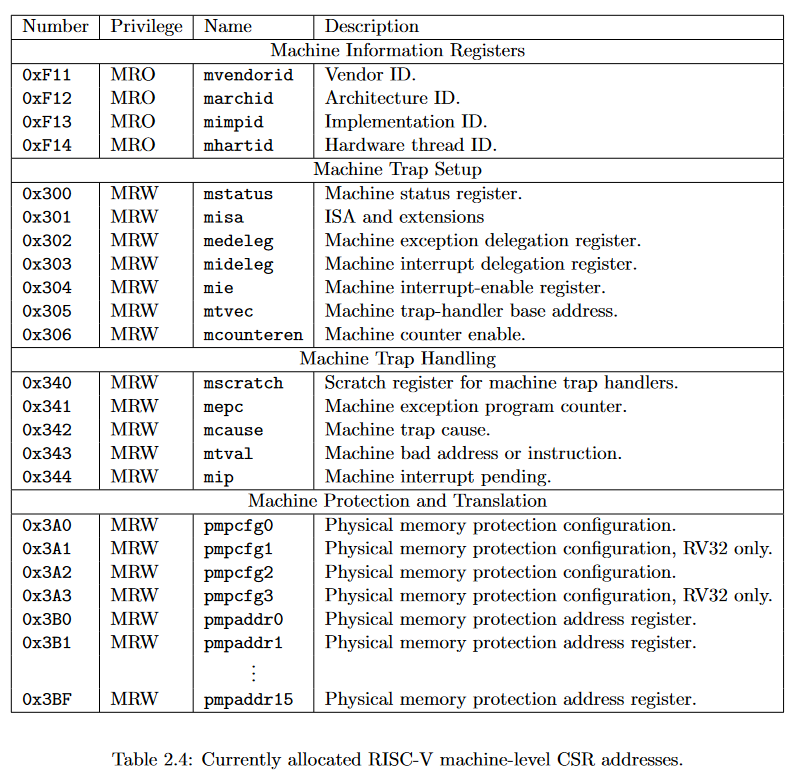 Number Privilege Name Description
Machine Information Registers
0xF11 MRO mvendorid Vendor ID.
0xF12 MRO marchid Architecture ID.
0xF13 MRO mimpid Implementation ID.
0xF14 MRO mhartid Hardware thread ID.
Machine Trap Setup
0x300 MRW mstatus Machine status register.
0x301 MRW misa ISA and extensions
0x302 MRW medeleg Machine exception delegation register.
0x303 MRW mideleg Machine interrupt delegation register.
0x304 MRW mie Machine interrupt-enable register.
0x305 MRW mtvec Machine trap-handler base address.
0x306 MRW mcounteren Machine counter enable.
Machine Trap Handling
0x340 MRW mscratch Scratch register for machine trap handlers.
0x341 MRW mepc Machine exception program counter.
0x342 MRW mcause Machine trap cause.
0x343 MRW mtval Machine bad address or instruction.
0x344 MRW mip Machine interrupt pending.
Machine Protection and Translation
0x3A0 MRW pmpcfg0 Physical memory protection configuration.
0x3A1 MRW pmpcfg1 Physical memory protection configuration, RV32 only.
0x3A2 MRW pmpcfg2 Physical memory protection configuration.
0x3A3 MRW pmpcfg3 Physical memory protection configuration, RV32 only.
0x3B0 MRW pmpaddr0 Physical memory protection address register.
0x3B1 MRW pmpaddr1 Physical memory protection address register.
⋮
0x3BF MRW pmpaddr15 Physical memory protection address register.
Table 2.4: Currently allocated RISC-V machine-level CSR addresses.